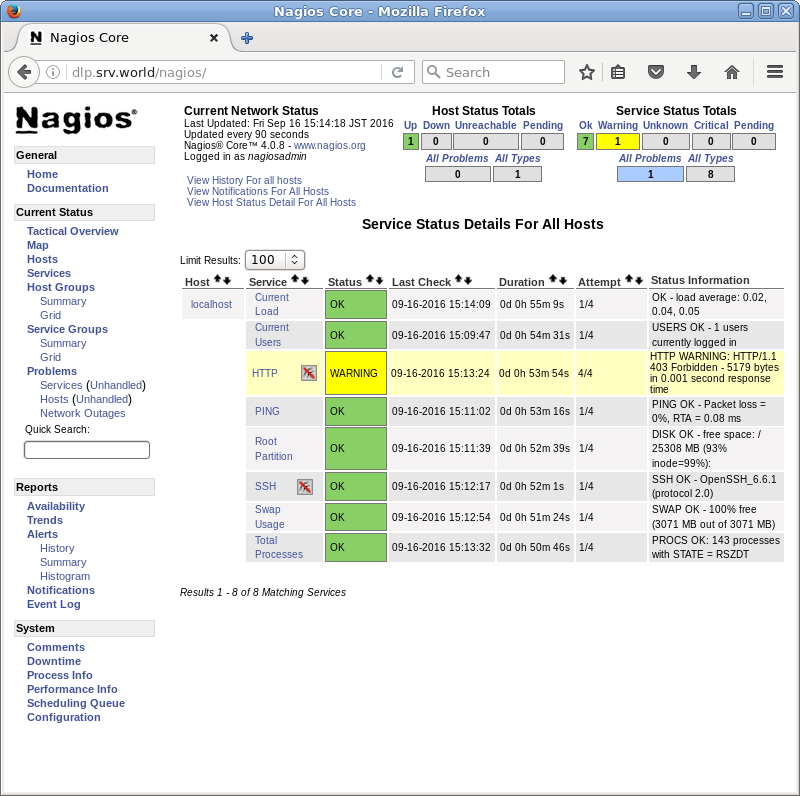 Nagios Core - Mozilla Firefox
Nagios Core
dlp.srv.world/nagios/
Search
Nagios®
General
Home
Documentation
Current Status
Tactical Overview
Map
Hosts
Services
Host Groups
Summary
Grid
Service Groups
Summary
Grid
Problems
Services (Unhandled)
Hosts (Unhandled)
Network Outages
Quick Search:
Reports
Availability
Trends
Alerts
History
Summary
Histogram
Notifications
Event Log
System
Comments
Downtime
Process Info
Performance Info
Scheduling Queue
Configuration
Current Network Status
Last Updated: Fri Sep 16 15:14:18 JST 2016
Updated every 90 seconds
Nagios® Core™ 4.0.8 - www.nagios.org
Logged in as nagiosadmin
View History For all hosts
View Notifications For All Hosts
View Host Status Detail For All Hosts
Host Status Totals
Up Down Unreachable Pending
1 0 0 0
All Problems All Types
0 1
Service Status Totals
Ok Warning Unknown Critical Pending
7 1 0 0 0
All Problems All Types
1 8
Service Status Details For All Hosts
Limit Results: 100
Host Service Status Last Check Duration Attempt Status Information
localhost Current Load OK 09-16-2016 15:14:09 0d 0h 55m 9s 1/4 OK - load average: 0.02, 0.04, 0.05
Current Users OK 09-16-2016 15:09:47 0d 0h 54m 31s 1/4 USERS OK - 1 users currently logged in
HTTP WARNING 09-16-2016 15:13:24 0d 0h 53m 54s 4/4 HTTP WARNING: HTTP/1.1 403 Forbidden - 5179 bytes in 0.001 second response time
PING OK 09-16-2016 15:11:02 0d 0h 53m 16s 1/4 PING OK - Packet loss = 0%, RTA = 0.08 ms
Root Partition OK 09-16-2016 15:11:39 0d 0h 52m 39s 1/4 DISK OK - free space: / 25308 MB (93% inode=99%):
SSH OK 09-16-2016 15:12:17 0d 0h 52m 1s 1/4 SSH OK - OpenSSH_6.6.1 (protocol 2.0)
Swap Usage OK 09-16-2016 15:12:54 0d 0h 51m 24s 1/4 SWAP OK - 100% free (3071 MB out of 3071 MB)
Total Processes OK 09-16-2016 15:13:32 0d 0h 50m 46s 1/4 PROCS OK: 143 processes with STATE = RSZDT
Results 1 - 8 of 8 Matching Services